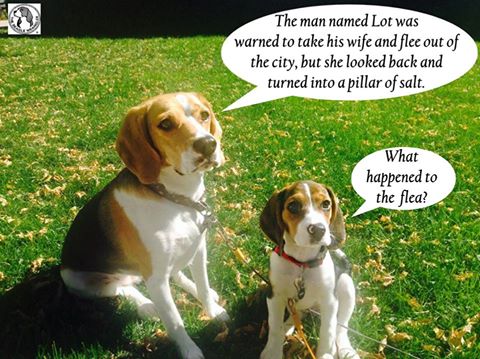 The man named Lot was
warned to take his wife and flee out of
the city, but she looked back and
turned into a pillar of salt.
What
happened to
the flea?